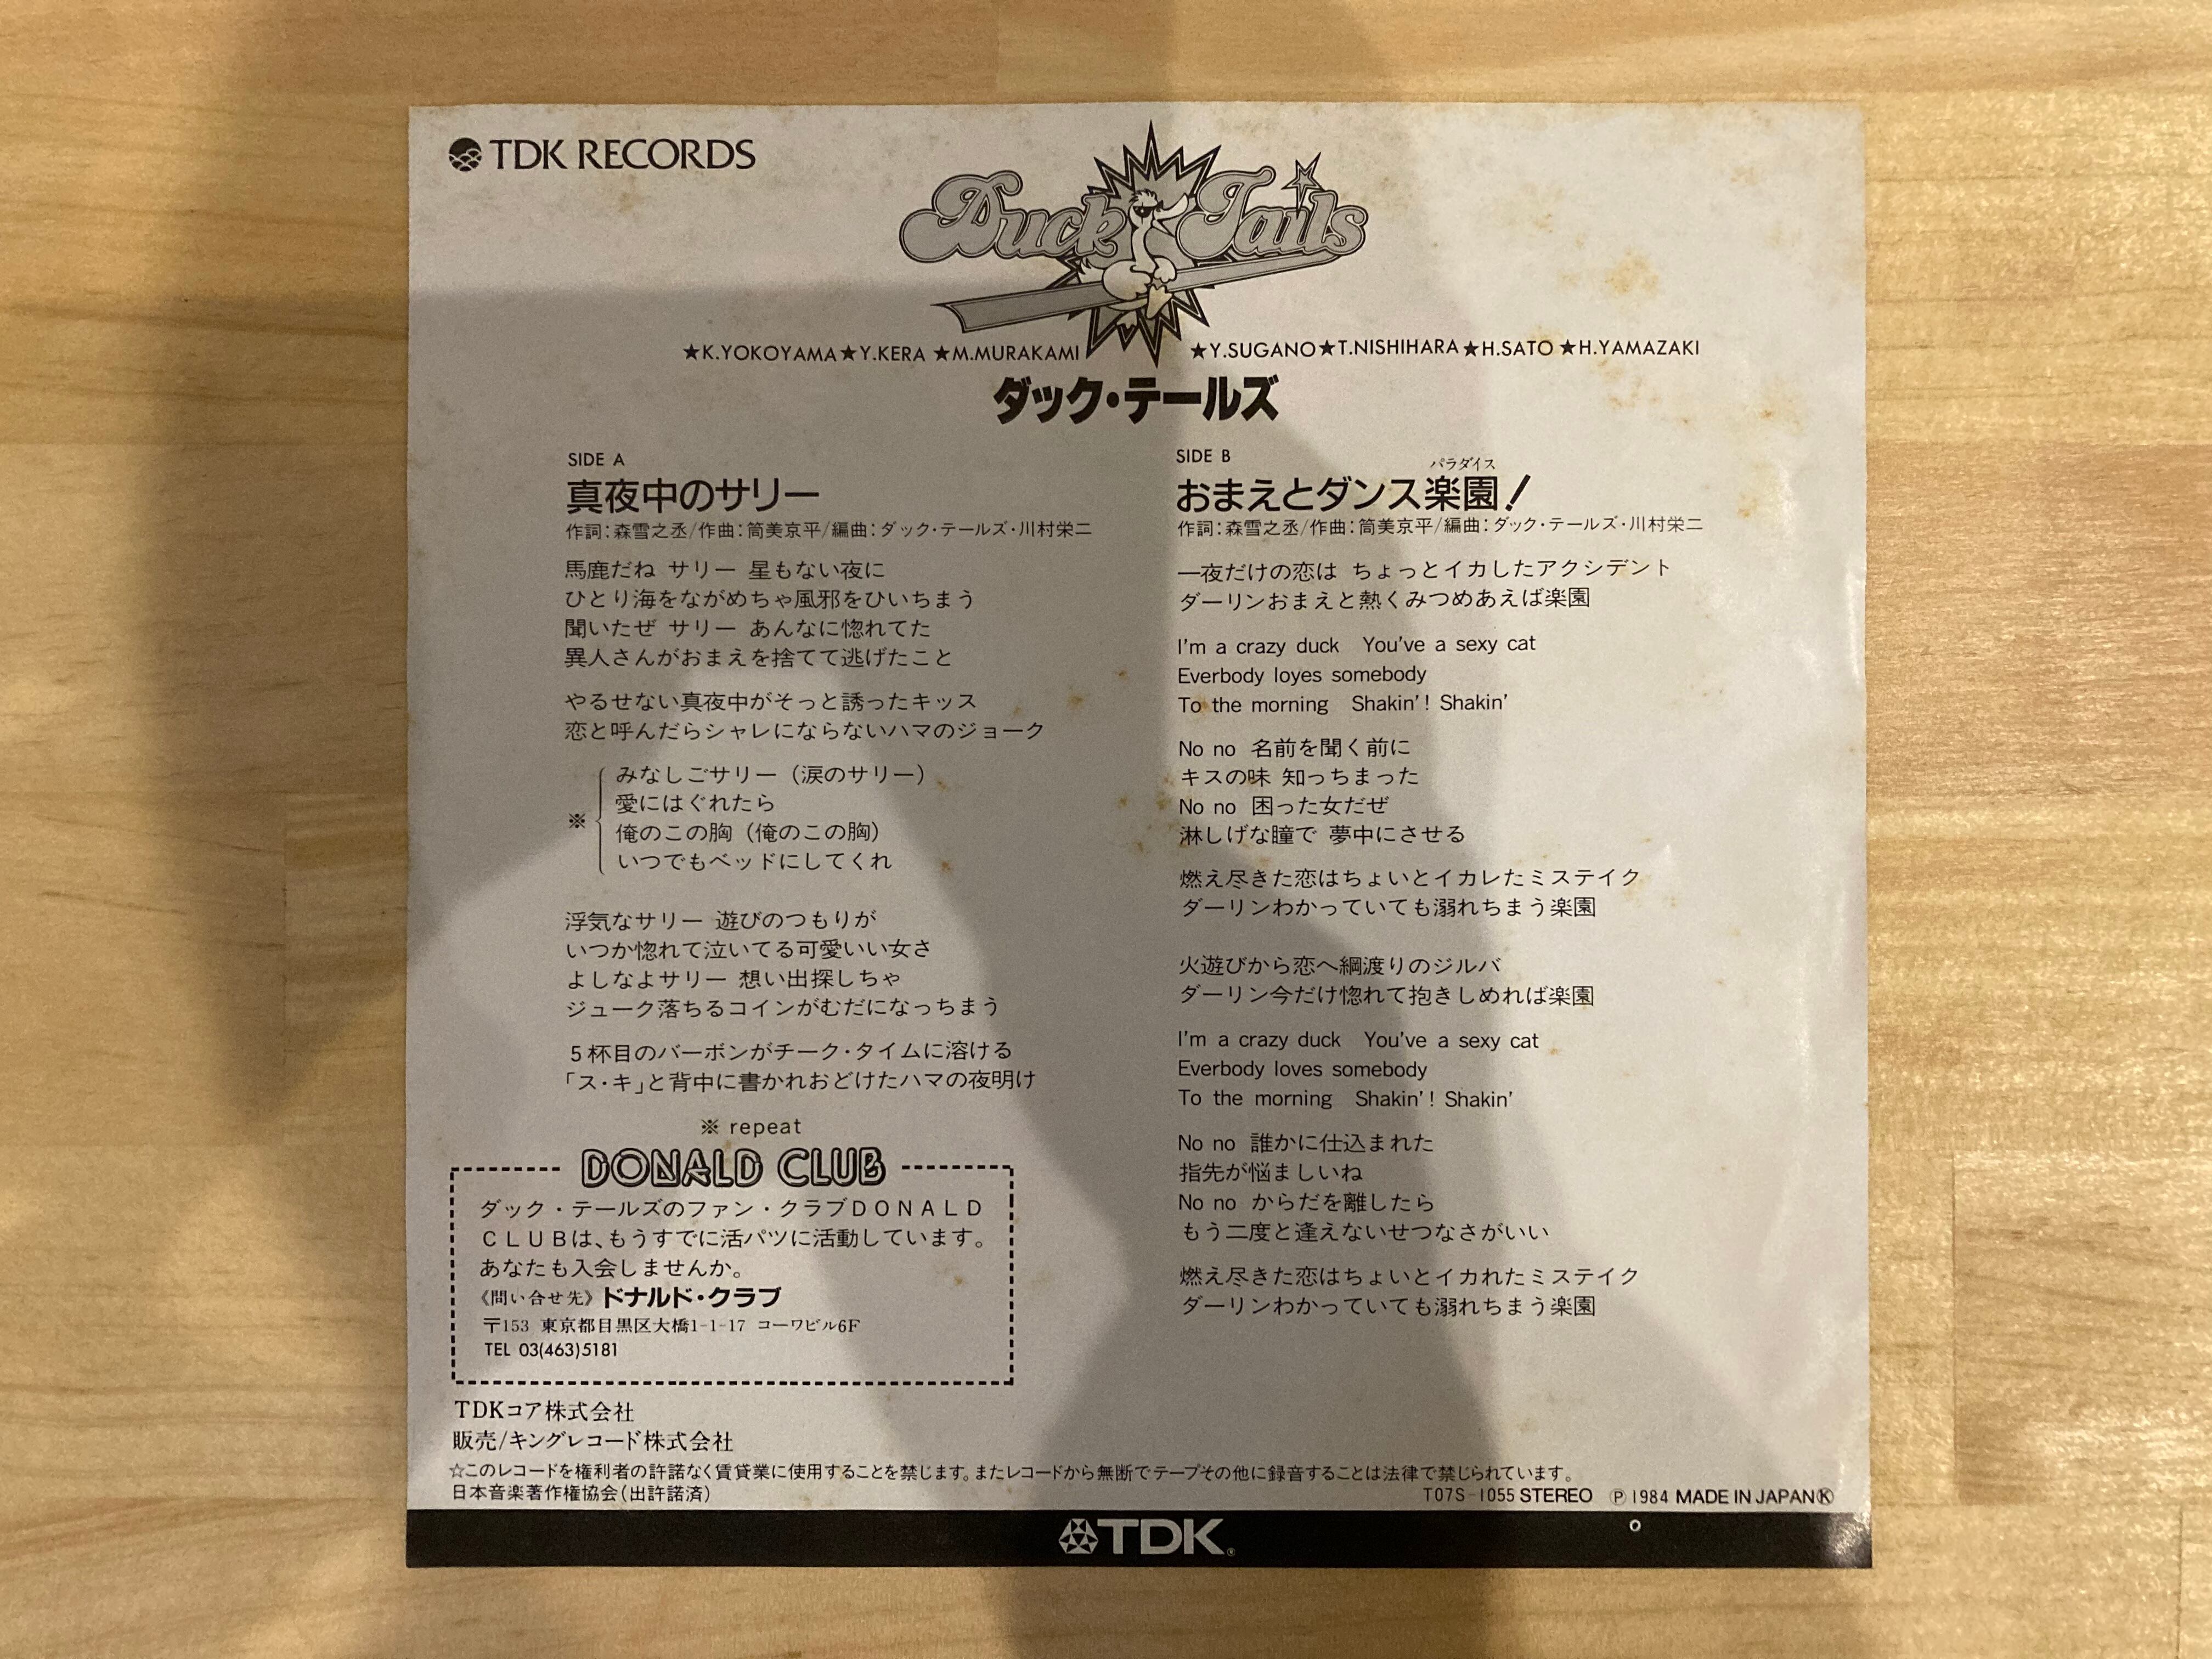 TDK RECORDS
Duck Tails
★K.YOKOYAMA★Y.KERA ★M.MURAKAMI ★Y.SUGANO★T.NISHIHARA★H.SATO★H.YAMAZAKI
ダック・テールズ
SIDE A
真夜中のサリー
作詞:森雪之丞/作曲:筒美京平/編曲:ダック・テールズ・川村栄二
馬鹿だね サリー 星もない夜に
ひとり海をながめちゃ風邪をひいちまう
聞いたぜ サリー あんなに惚れてた
異人さんがおまえを捨てて逃げたこと
やるせない真夜中がそっと誘ったキッス
恋と呼んだらシャレにならないハマのジョーク
みなしごサリー(涙のサリー)
愛にはぐれたら
※
俺のこの胸(俺のこの胸)
いつでもベッドにしてくれ
浮気なサリー 遊びのつもりが
いつか惚れて泣いてる可愛いい女さ
よしなよサリー 想い出探しちゃ
ジューク落ちるコインがむだになっちまう
5杯目のバーボンがチーク・タイムに溶ける
「ス・キ」と背中に書かれおどけたハマの夜明け
※ repeat
SIDE B
パラダイス
おまえとダンス楽園!
作詞:森雪之丞/作曲:筒美京平/編曲:ダック・テールズ・川村栄二
一夜だけの恋は ちょっとイカしたアクシデント
ダーリンおまえと熱くみつめあえば楽園
I'm a crazy duck You've a sexy cat
Everbody loyes somebody
To the morning Shakin'! Shakin'
No no 名前を聞く前に
キスの味 知っちまった
No no 困った女だぜ
淋しげな瞳で 夢中にさせる
燃え尽きた恋はちょいとイカレたミステイク
ダーリンわかっていても溺れちまう楽園
火遊びから恋へ綱渡りのジルバ
ダーリン今だけ惚れて抱きしめれば楽園
I'm a crazy duck You've a sexy cat
Everbody loves somebody
To the morning Shakin'! Shakin'
No no 誰かに仕込まれた
指先が悩ましいね
No no からだを離したら
もう二度と逢えないせつなさがいい
燃え尽きた恋はちょいとイカれたミステイク
ダーリンわかっていても溺れちまう楽園
DONALD CLUB
ダック・テールズのファン・クラブDONALD
CLUBは、もうすでに活パツに活動しています。
あなたも入会しませんか。
《問い合せ先》ドナルド・クラブ
〒153 東京都目黒区大橋1-1-17 コーワビル6F
TEL 03(463)5181
TDKコア株式会社
販売/キングレコード株式会社
☆このレコードを権利者の許諾なく賃貸業に使用することを禁じます。またレコードから無断でテープその他に録音することは法律で禁じられています。
日本音楽著作権協会(出許諾済)
T07S-1055 STEREO Ⓟ1984 MADE IN JAPANⓀ
TDK®